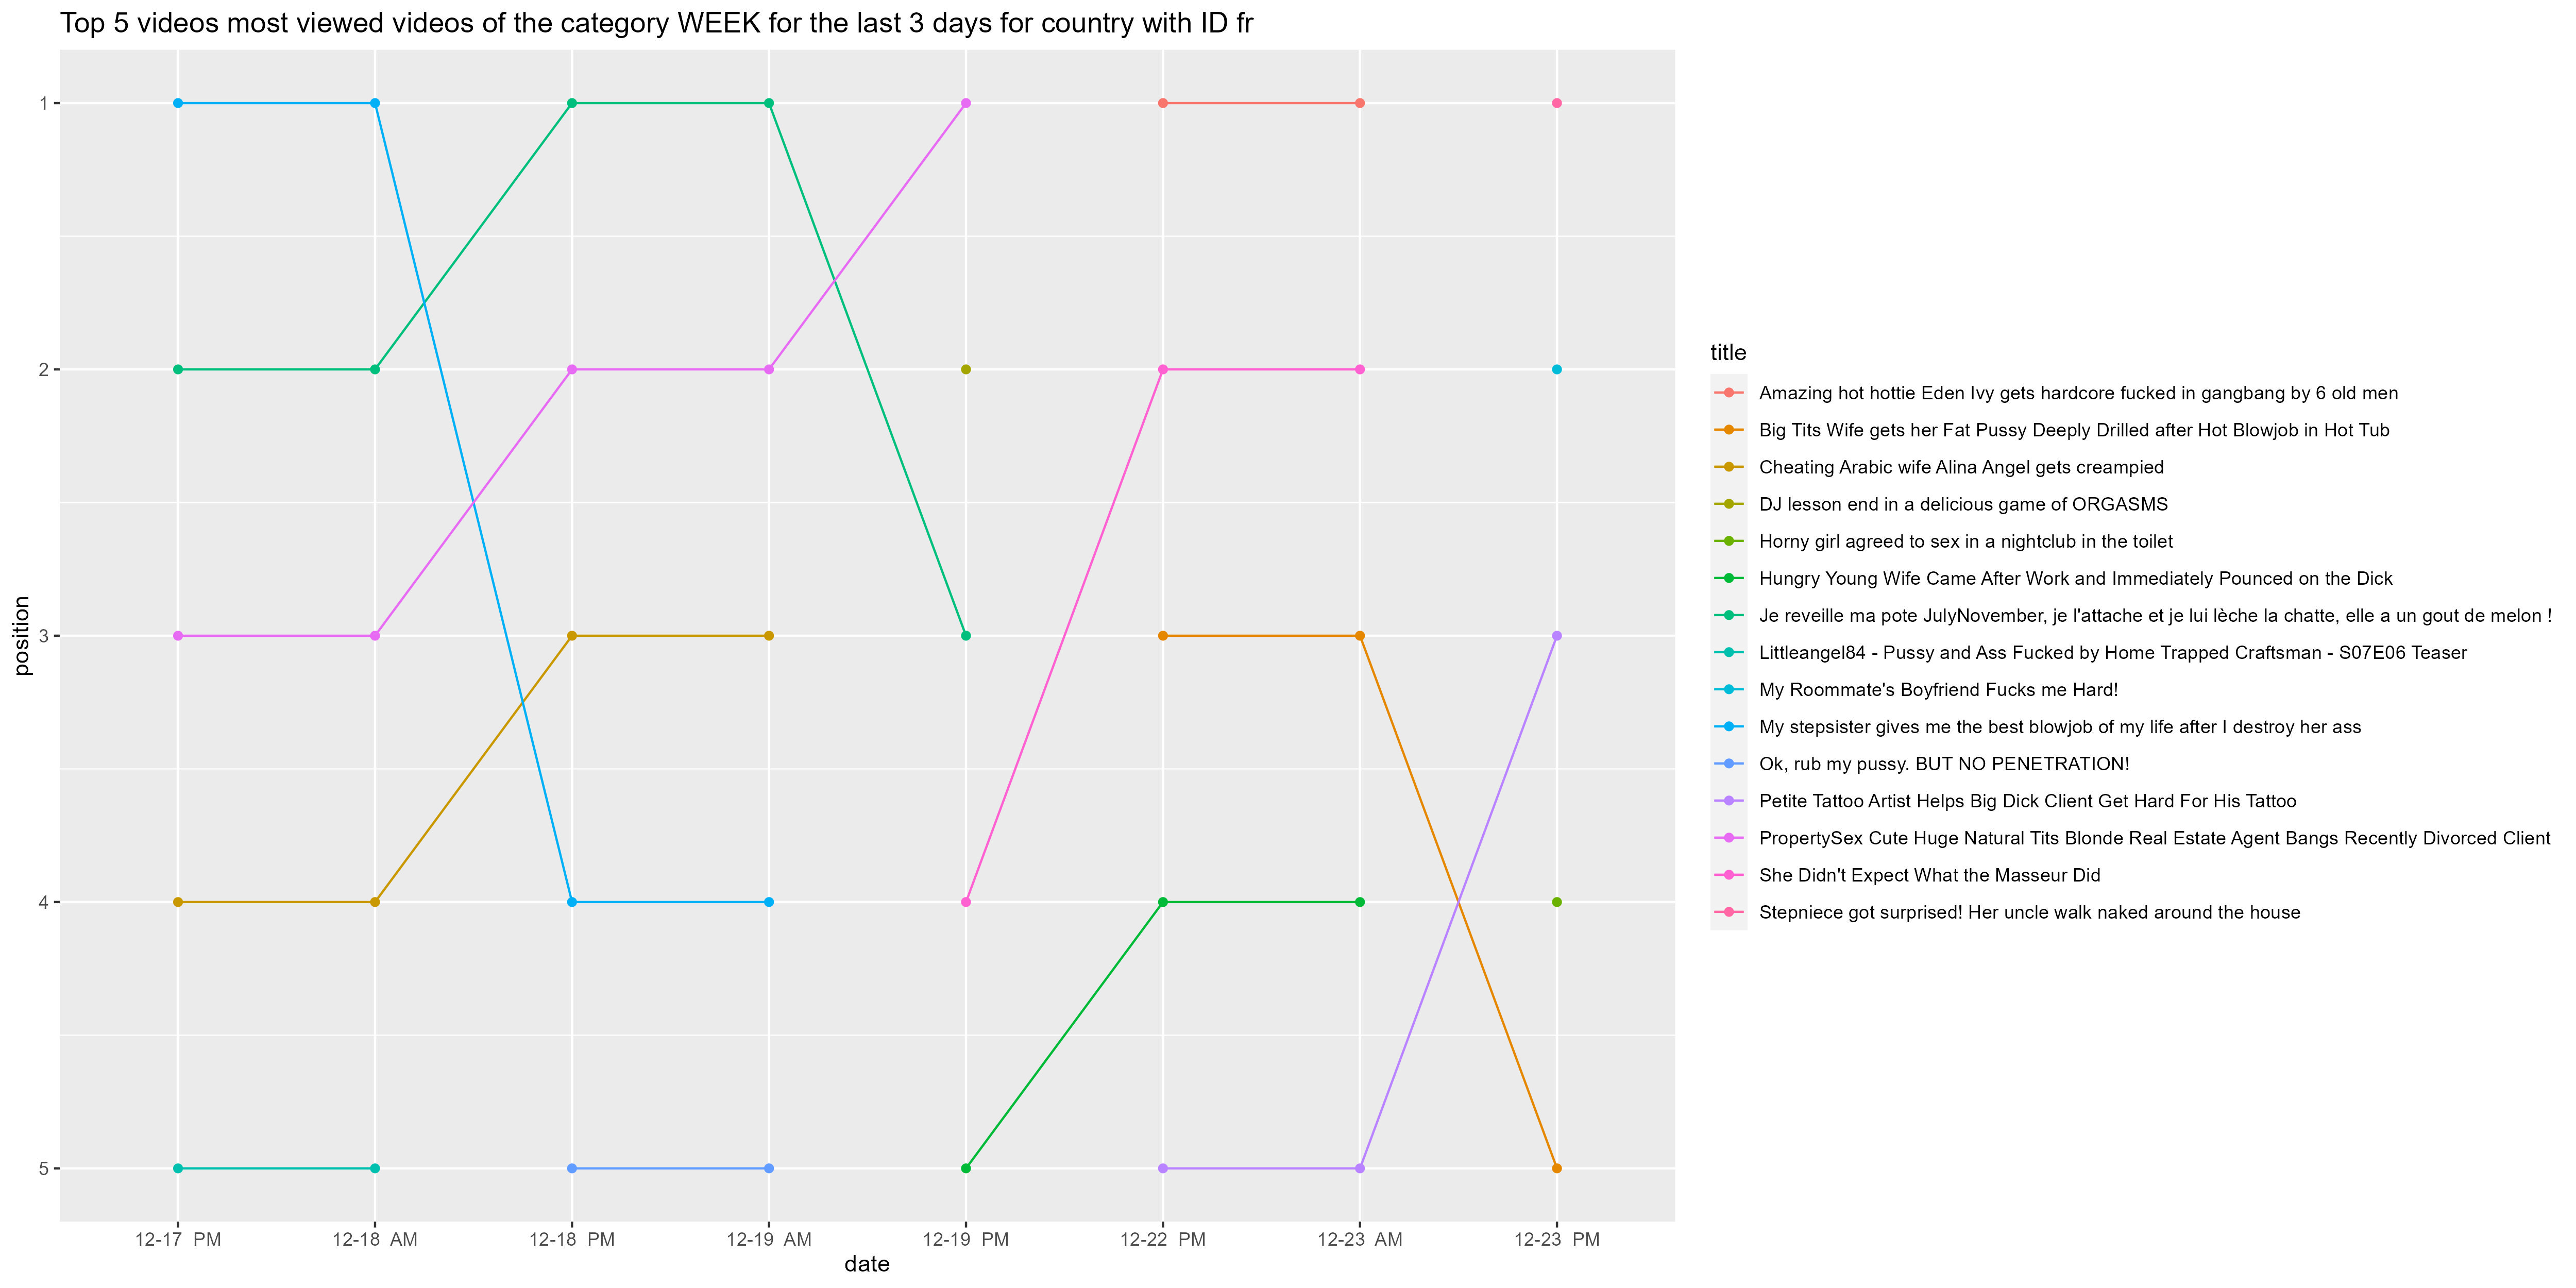 Top 5 videos most viewed videos of the category WEEK for the last 3 days for country with ID fr
position
1
2
3
4
5
12-17 PM
12-18 AM
12-18 PM
12-19 AM
12-19 PM
12-22 PM
12-23 AM
12-23 PM
date
title
Amazing hot hottie Eden Ivy gets hardcore fucked in gangbang by 6 old men
Big Tits Wife gets her Fat Pussy Deeply Drilled after Hot Blowjob in Hot Tub
Cheating Arabic wife Alina Angel gets creampied
DJ lesson end in a delicious game of ORGASMS
Horny girl agreed to sex in a nightclub in the toilet
Hungry Young Wife Came After Work and Immediately Pounced on the Dick
Je reveille ma pote JulyNovember, je l'attache et je lui lèche la chatte, elle a un gout de melon !
Littleangel84 - Pussy and Ass Fucked by Home Trapped Craftsman - S07E06 Teaser
My Roommate's Boyfriend Fucks me Hard!
My stepsister gives me the best blowjob of my life after I destroy her ass
Ok, rub my pussy. BUT NO PENETRATION!
Petite Tattoo Artist Helps Big Dick Client Get Hard For His Tattoo
PropertySex Cute Huge Natural Tits Blonde Real Estate Agent Bangs Recently Divorced Client
She Didn't Expect What the Masseur Did
Stepniece got surprised! Her uncle walk naked around the house